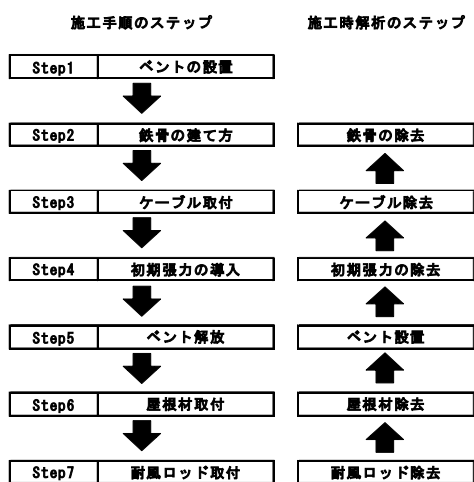 施工手順のステップ 施工時解析のステップ
Step1 ベントの設置
Step2 鉄骨の建て方 鉄骨の除去
Step3 ケーブル取付 ケーブル除去
Step4 初期張力の導入 初期張力の除去
Step5 ベント解放 ベント設置
Step6 屋根材取付 屋根材除去
Step7 耐風ロッド取付 耐風ロッド除去